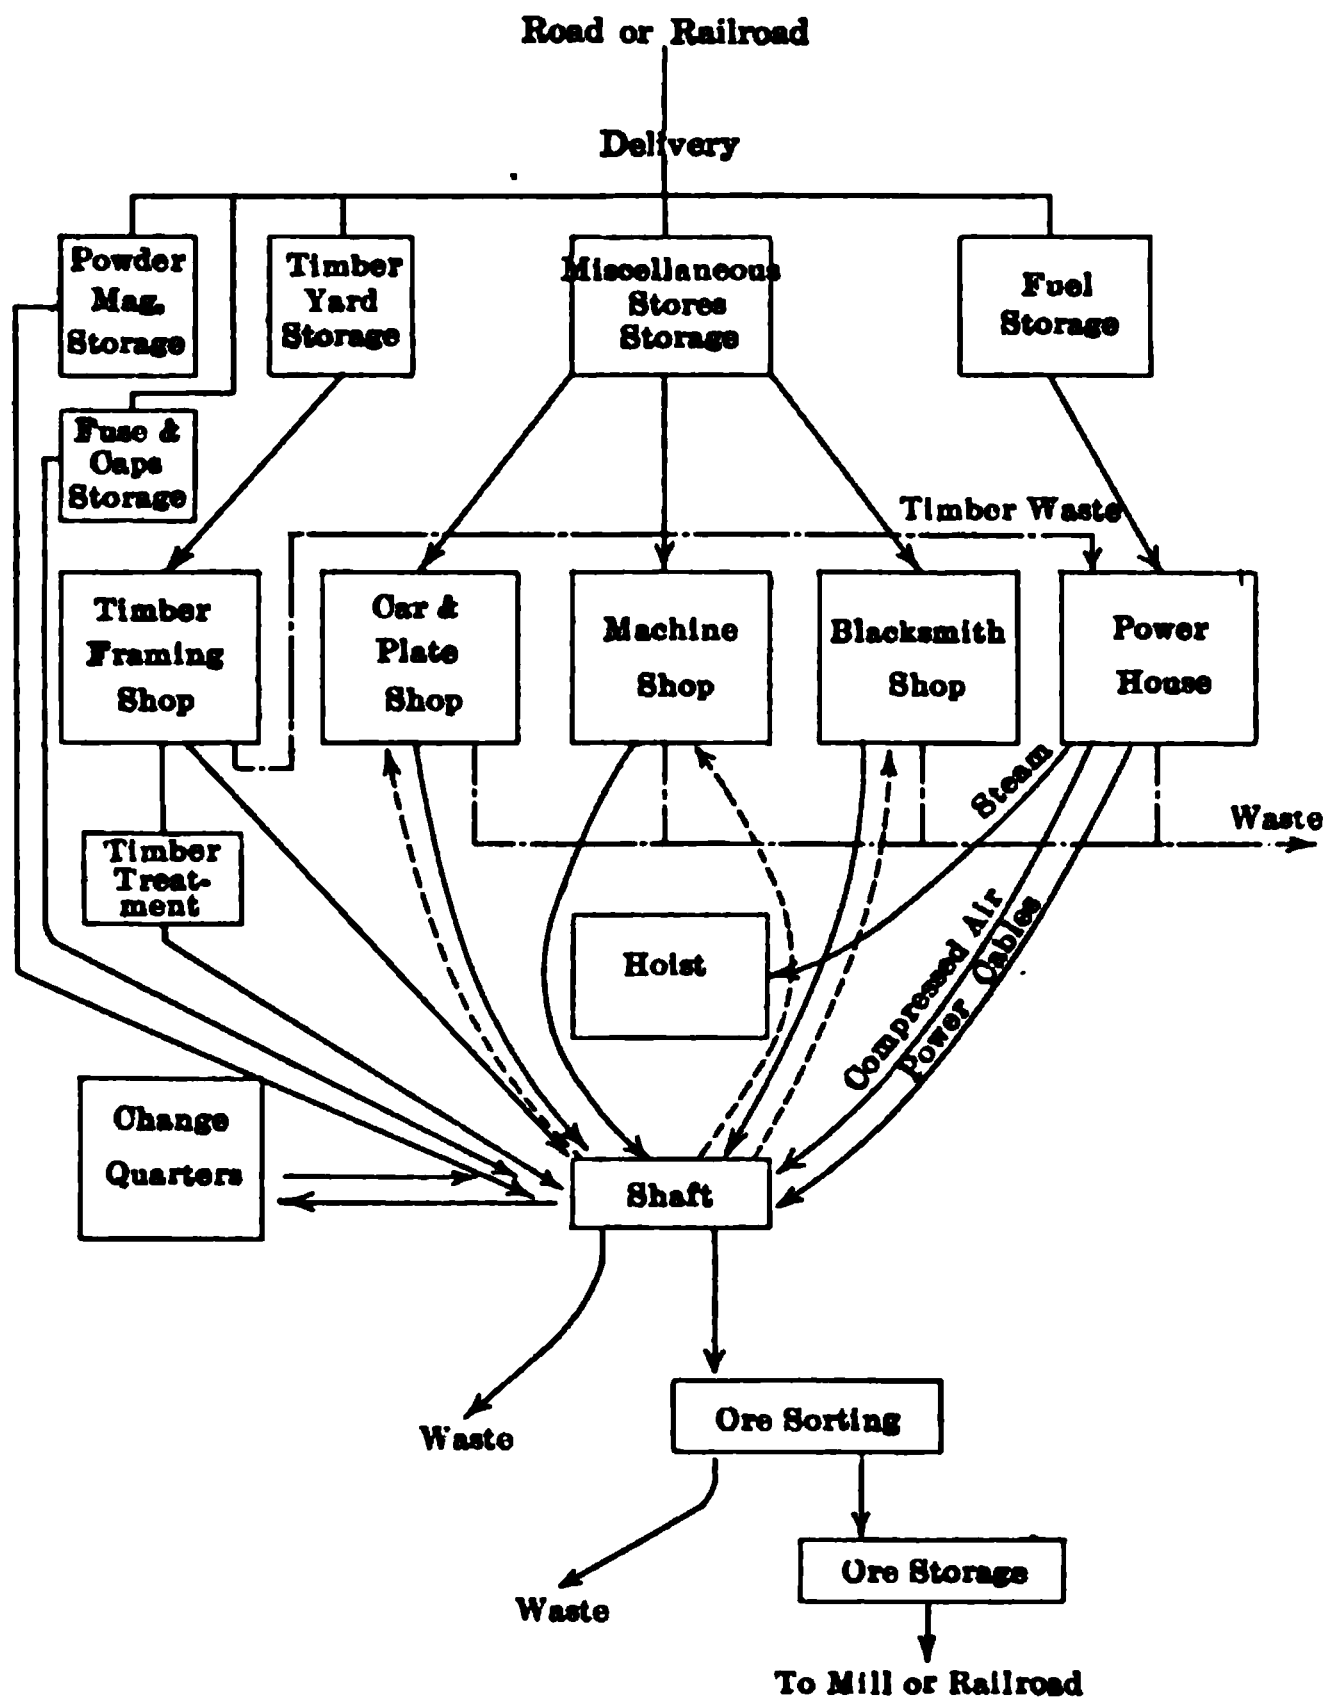 Road or Railroad
Delivery
Powder
Mag.
Storage
Timber
Yard
Storage
Miscellaneous
Stores
Storage
Fuel
Storage
Fuse &
Caps
Storage
Timber Waste
Timber
Framing
Shop
Car &
Plate
Shop
Machine
Shop
Blacksmith
Shop
Power
House
Steam
Waste
Timber
Treat-
ment
Hoist
Compressed Air
Power Cables
Change
Quarters
Shaft
Waste
Ore Sorting
Ore Storage
Waste
To Mill or Railroad